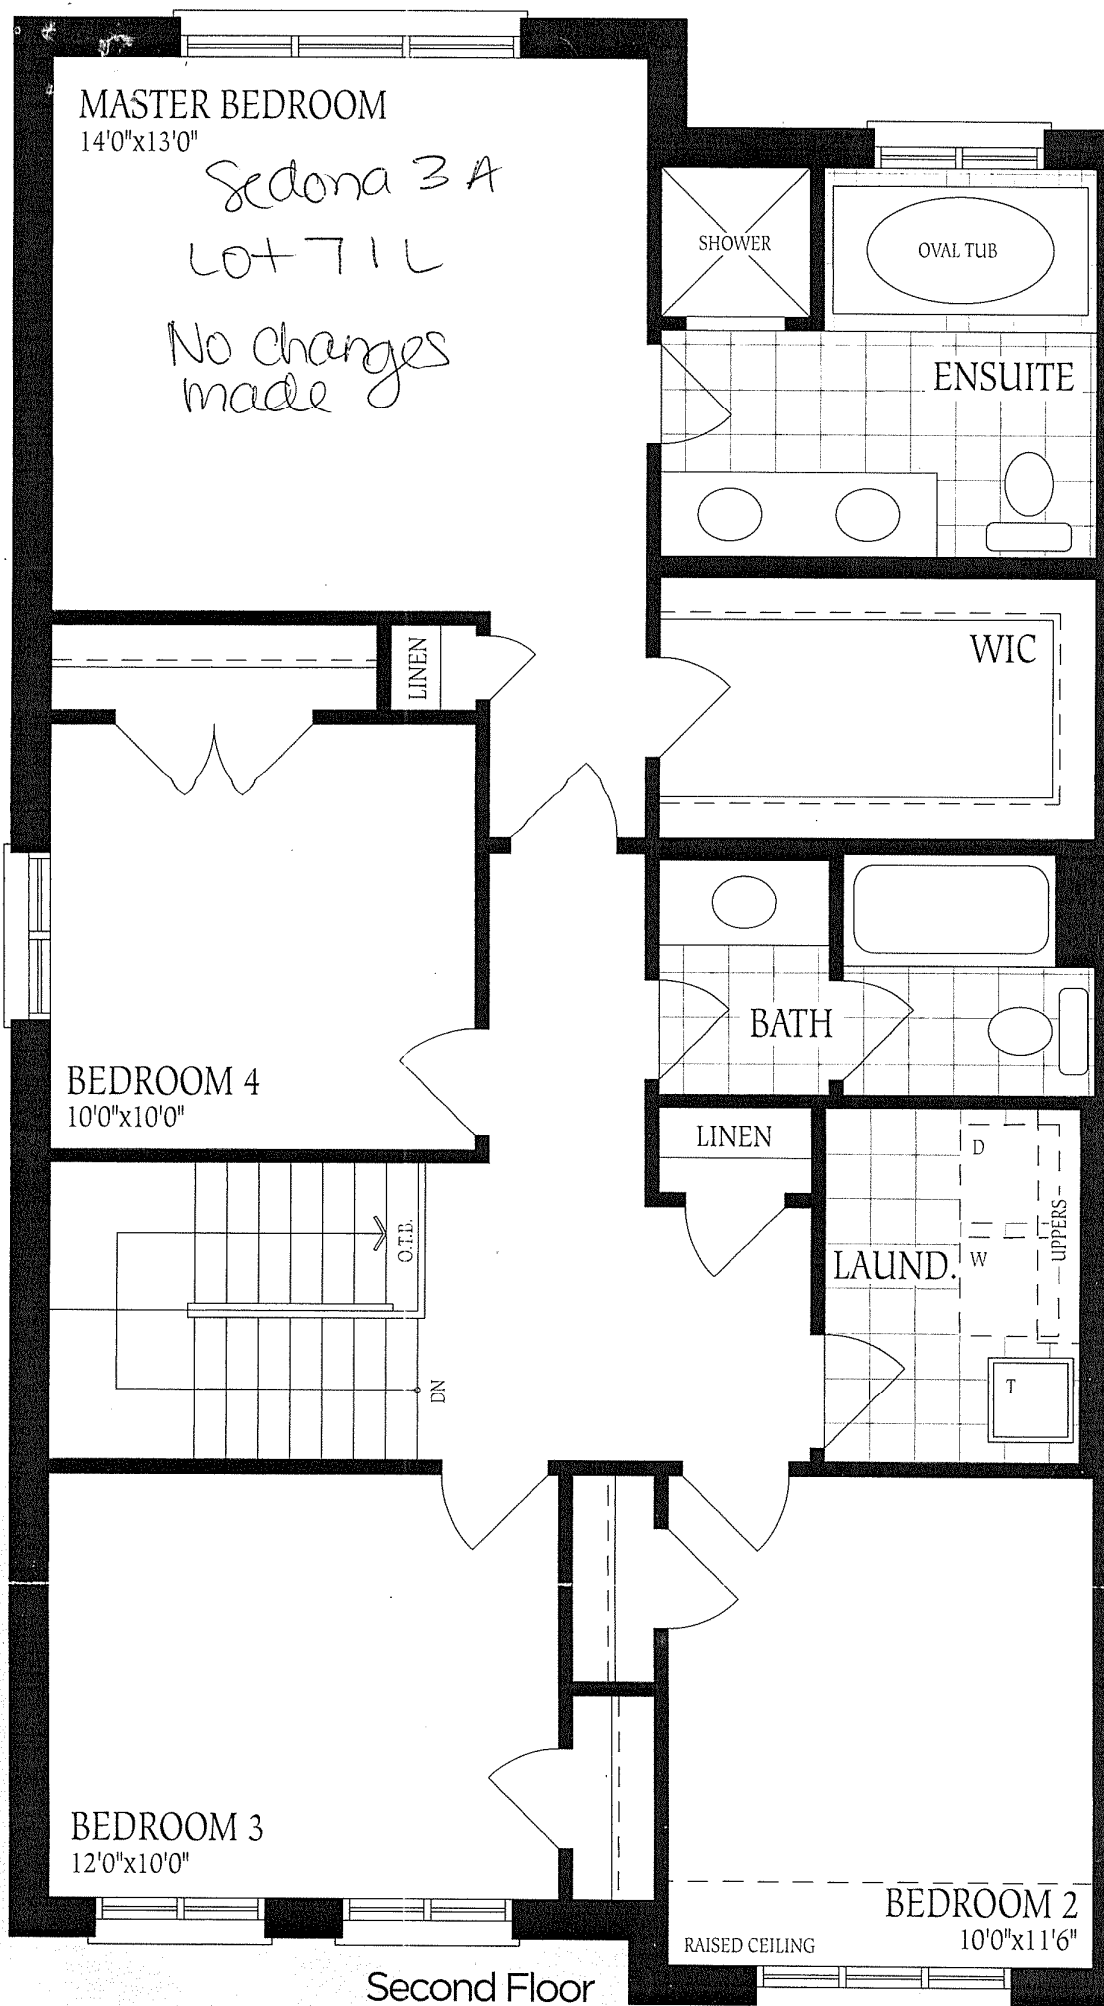 MASTER BEDROOM
14'0"x13'0"
Sedona 3 A
Lot 71 L
No changes
made
SHOWER
OVAL TUB
ENSUITE
LINEN
WIC
BATH
BEDROOM 4
10'0"x10'0"
LINEN
D
UPPERS
W
LAUND.
T
O.T.B.
DN
BEDROOM 3
12'0"x10'0"
BEDROOM 2
10'0"x11'6"
RAISED CEILING
Second Floor